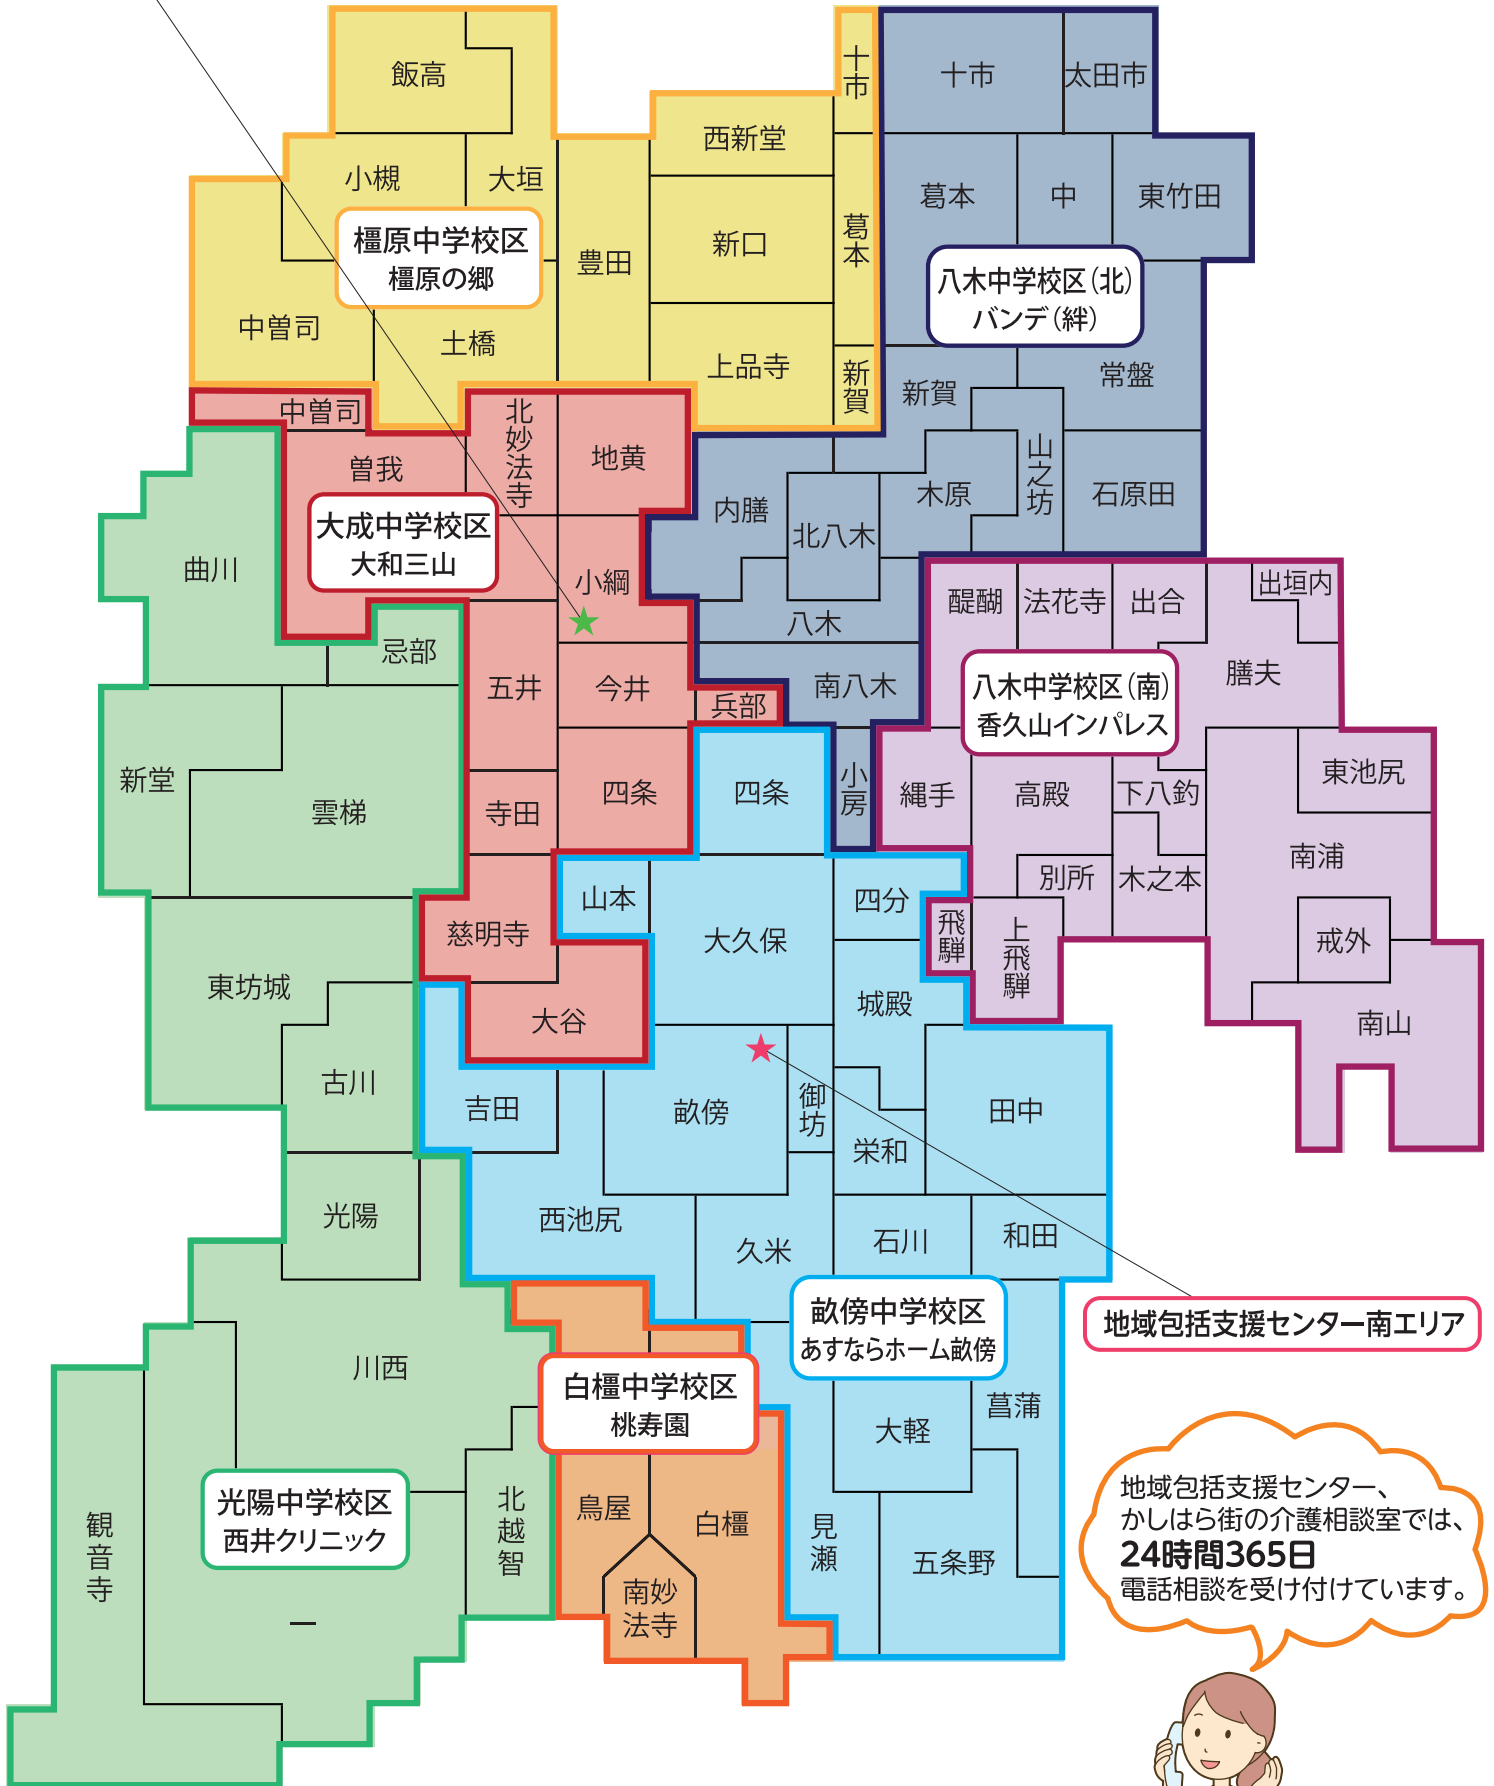 飯高
十市
十市
太田市
西新堂
小槻
大垣
葛本
中
東竹田
葛本
新口
豊田
橿原中学校区
橿原の郷
八木中学校区（北）
バンデ（絆）
中曽司
土橋
上品寺
新賀
新賀
常盤
中曽司
北妙法寺
地黄
曽我
山之坊
木原
石原田
内膳
北八木
大成中学校区
大和三山
曲川
小綱
醍醐
法花寺
出合
出垣内
八木
忌部
膳夫
五井
今井
兵部
南八木
八木中学校区（南）
香久山インパレス
新堂
雲梯
寺田
四条
四条
小房
縄手
高殿
下八釣
東池尻
南浦
別所
木之本
山本
四分
慈明寺
大久保
飛騨
上飛騨
戒外
東坊城
城殿
大谷
南山
古川
吉田
畝傍
御坊
田中
栄和
光陽
西池尻
久米
石川
和田
畝傍中学校区
あすならホーム畝傍
地域包括支援センター南エリア
川西
白橿中学校区
桃寿園
大軽
菖蒲
光陽中学校区
西井クリニック
北越智
鳥屋
白橿
見瀬
五条野
観音寺
南妙
法寺
一
地域包括支援センター、
かしはら街の介護相談室では、
24時間365日
電話相談を受け付けています。